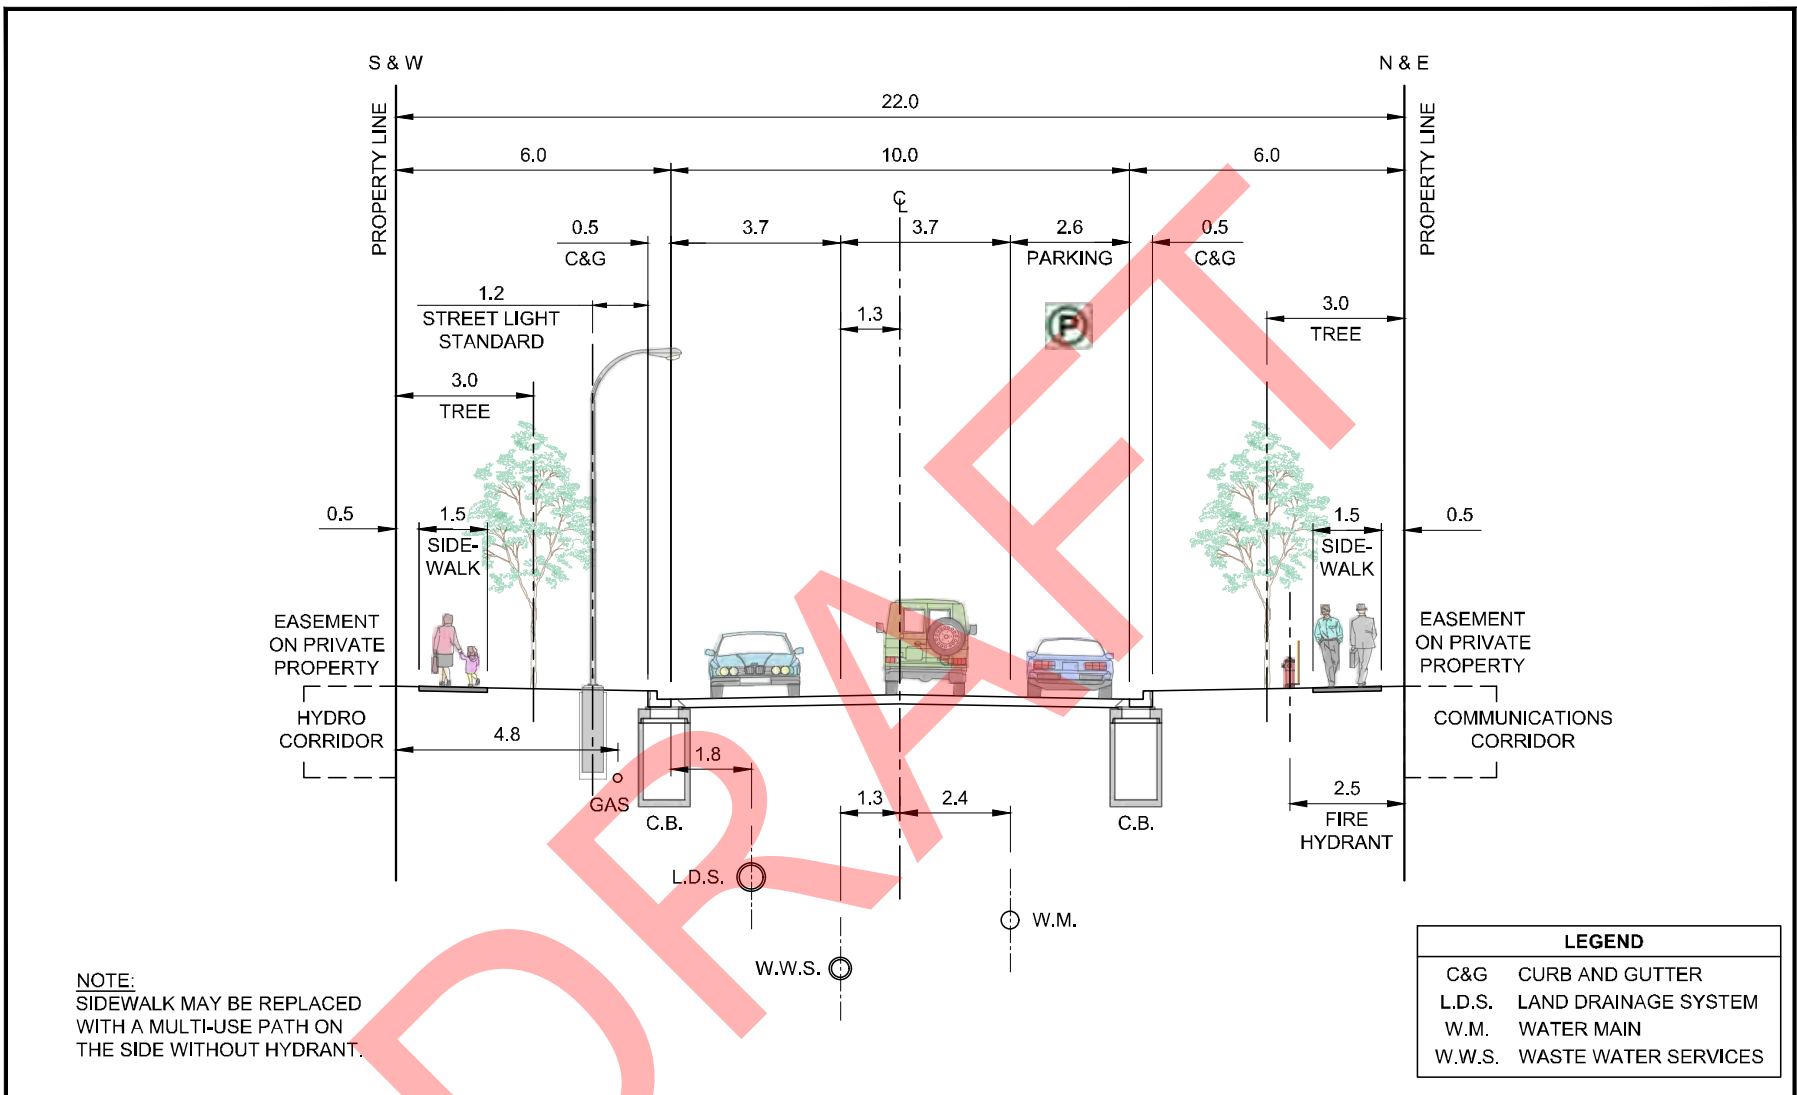 S & W
N & E
PROPERTY LINE
PROPERTY LINE
22.0
6.0
10.0
6.0
C
L
0.5
C&G
3.7
3.7
2.6
PARKING
0.5
C&G
1.2
STREET LIGHT
STANDARD
1.3
P
3.0
TREE
3.0
TREE
0.5
1.5
SIDE-
WALK
1.5
SIDE-
WALK
0.5
EASEMENT
ON PRIVATE
PROPERTY
EASEMENT
ON PRIVATE
PROPERTY
HYDRO
CORRIDOR
4.8
COMMUNICATIONS
CORRIDOR
1.8
GAS
C.B.
1.3
2.4
C.B.
2.5
FIRE
HYDRANT
L.D.S.
W.M.
W.W.S.
DRAFT
NOTE:
SIDEWALK MAY BE REPLACED
WITH A MULTI-USE PATH ON
THE SIDE WITHOUT HYDRANT.
LEGEND
C&G CURB AND GUTTER
L.D.S. LAND DRAINAGE SYSTEM
W.M. WATER MAIN
W.W.S. WASTE WATER SERVICES